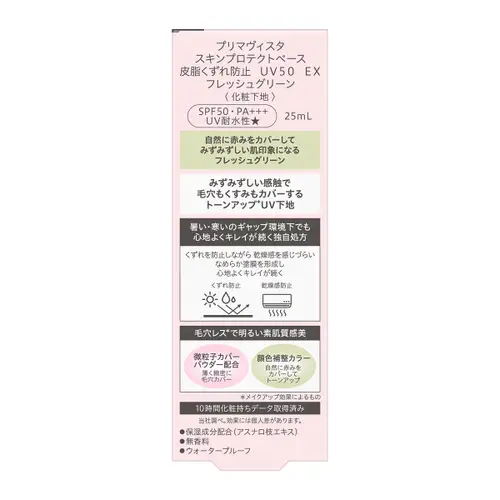 プリマヴィスタ
スキンプロテクトベース
皮脂くずれ防止 UV50 EX
フレッシュグリーン
〈 化粧下地 〉
SPF50・PA+++
UV耐水性★
25mL
自然に赤みをカバーして
みずみずしい肌印象になる
フレッシュグリーン
みずみずしい感触で
毛穴もくすみもカバーする
トーンアップ*UV下地
暑い・寒いのギャップ環境下でも
心地よくキレイが続く独自処方
くずれを防止しながら 乾燥感を感じづらい
なめらか塗膜を形成し
心地よくキレイが続く
くずれ防止 乾燥感防止
毛穴レス*で明るい素肌質感美
微粒子カバー
パウダー配合
薄く緻密に
毛穴カバー
顔色補整カラー
自然に赤みを
カバーして
トーンアップ
*メイクアップ効果によるもの
10時間化粧持ちデータ取得済み
当社調べ。効果には個人差があります。
●保湿成分配合(アスナロ枝エキス)
●無香料
●ウォータープルーフ